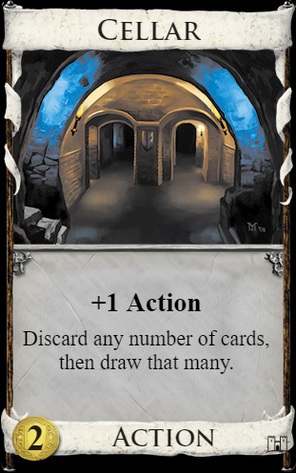 CELLAR
+1 Action
Discard any number of cards,
then draw that many.
2
ACTION